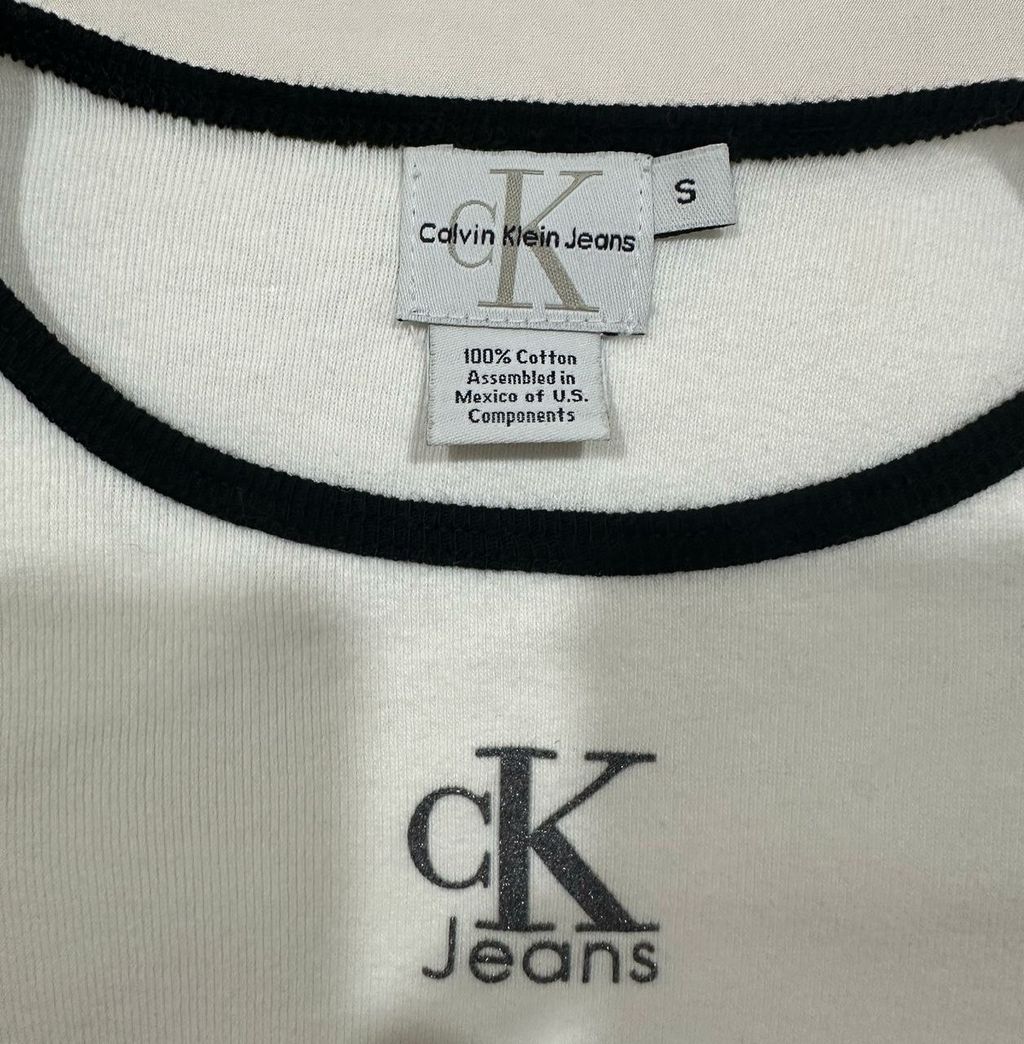 CK
Calvin Klein Jeans
S
100% Cotton
Assembled in
Mexico of U.S.
Components
CK
Jeans